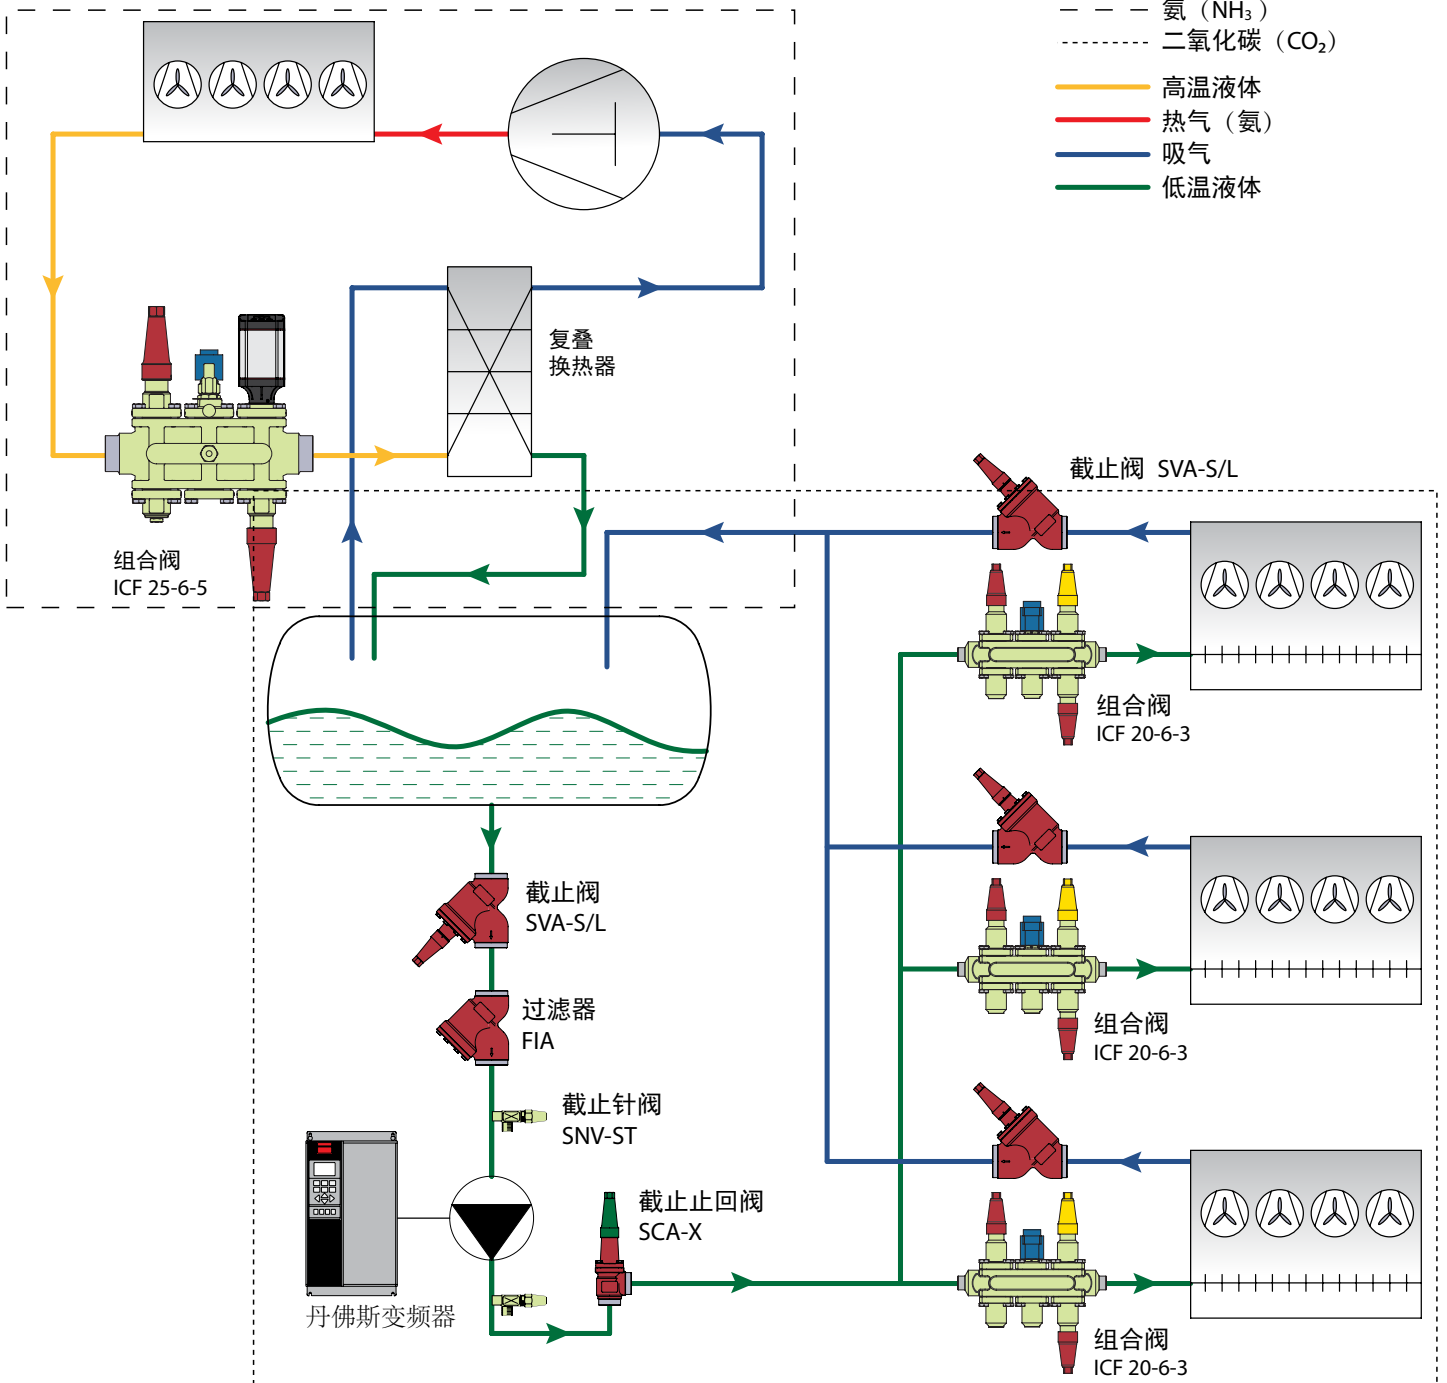 氨（NH₃）
二氧化碳（CO₂）
高温液体
热气（氨）
吸气
低温液体
复叠
换热器
截止阀 SVA-S/L
组合阀
ICF 25-6-5
组合阀
ICF 20-6-3
截止阀
SVA-S/L
过滤器
FIA
组合阀
ICF 20-6-3
截止针阀
SNV-ST
截止止回阀
SCA-X
丹佛斯变频器
组合阀
ICF 20-6-3